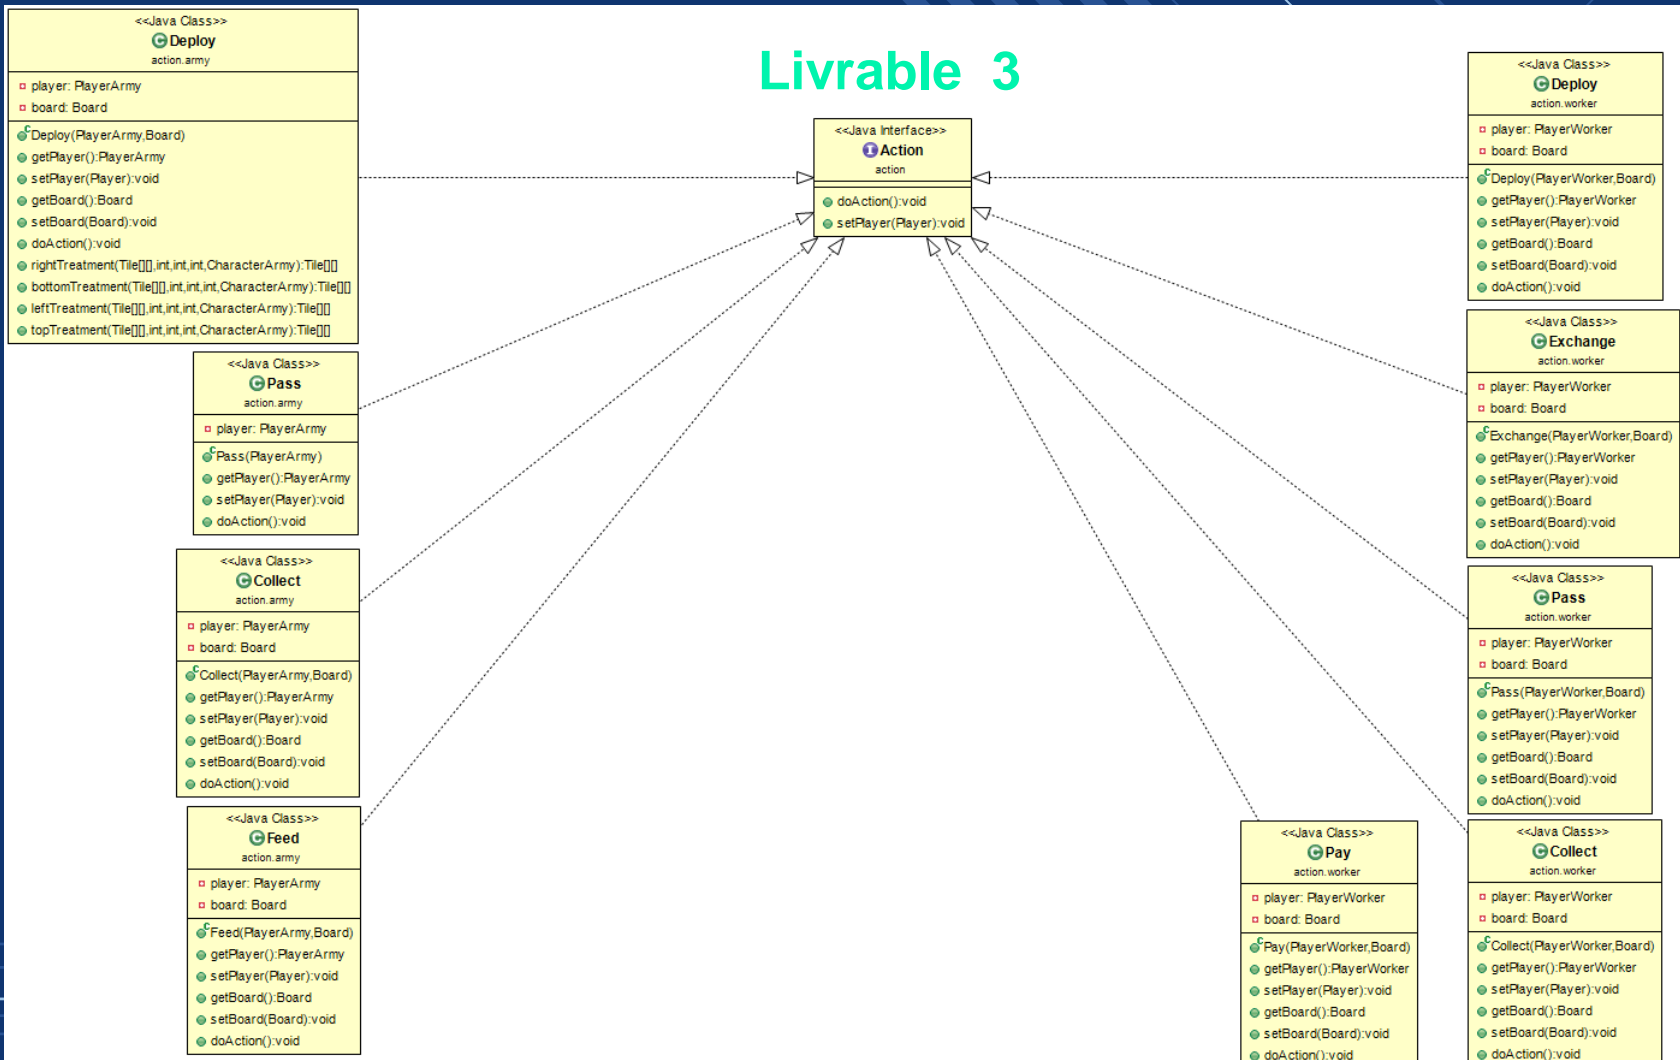 Livrable 3
<<Java Class>>
Deploy
action.army
player: PlayerArmy
board: Board
Deploy(PlayerArmy,Board)
getPlayer():PlayerArmy
setPlayer(Player):void
getBoard():Board
setBoard(Board):void
doAction():void
rightTreatment(Tile[][],int,int,int,CharacterArmy):Tile[][]
bottomTreatment(Tile[][],int,int,int,CharacterArmy):Tile[][]
leftTreatment(Tile[][],int,int,int,CharacterArmy):Tile[][]
topTreatment(Tile[][],int,int,int,CharacterArmy):Tile[][]
<<Java Class>>
Pass
action.army
player: PlayerArmy
Pass(PlayerArmy)
getPlayer():PlayerArmy
setPlayer(Player):void
doAction():void
<<Java Class>>
Collect
action.army
player: PlayerArmy
board: Board
Collect(PlayerArmy,Board)
getPlayer():PlayerArmy
setPlayer(Player):void
getBoard():Board
setBoard(Board):void
doAction():void
<<Java Class>>
Feed
action.army
player: PlayerArmy
board: Board
Feed(PlayerArmy,Board)
getPlayer():PlayerArmy
setPlayer(Player):void
getBoard():Board
setBoard(Board):void
doAction():void
<<Java Interface>>
Action
action
doAction():void
setPlayer(Player):void
<<Java Class>>
Deploy
action.worker
player: PlayerWorker
board: Board
Deploy(PlayerWorker,Board)
getPlayer():PlayerWorker
setPlayer(Player):void
getBoard():Board
setBoard(Board):void
doAction():void
<<Java Class>>
Exchange
action.worker
player: PlayerWorker
board: Board
Exchange(PlayerWorker,Board)
getPlayer():PlayerWorker
setPlayer(Player):void
getBoard():Board
setBoard(Board):void
doAction():void
<<Java Class>>
Pass
action.worker
player: PlayerWorker
board: Board
Pass(PlayerWorker,Board)
getPlayer():PlayerWorker
setPlayer(Player):void
getBoard():Board
setBoard(Board):void
doAction():void
<<Java Class>>
Pay
action.worker
player: PlayerWorker
board: Board
Pay(PlayerWorker,Board)
getPlayer():PlayerWorker
setPlayer(Player):void
getBoard():Board
setBoard(Board):void
doAction():void
<<Java Class>>
Collect
action.worker
player: PlayerWorker
board: Board
Collect(PlayerWorker,Board)
getPlayer():PlayerWorker
setPlayer(Player):void
getBoard():Board
setBoard(Board):void
doAction():void